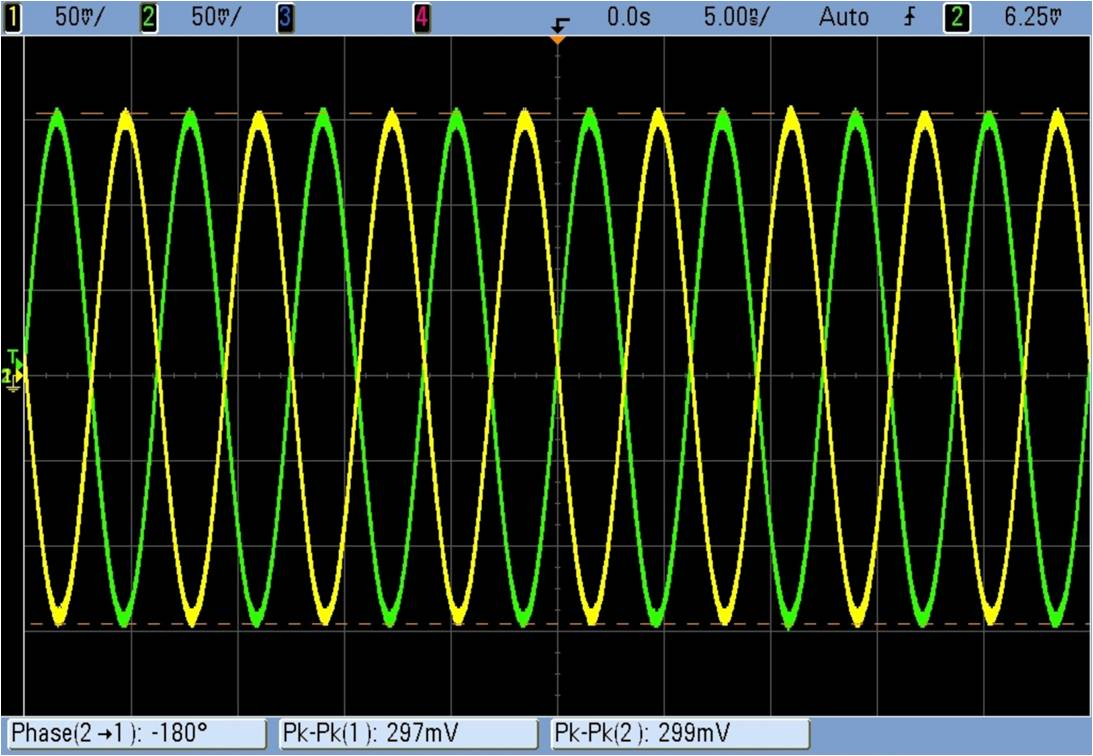 1 50mV/ 2 50mV/ 3 4 0.0s 5.00ns/ Auto 2 6.25mV
T
Phase(2→1): -180° Pk-Pk(1): 297mV Pk-Pk(2): 299mV